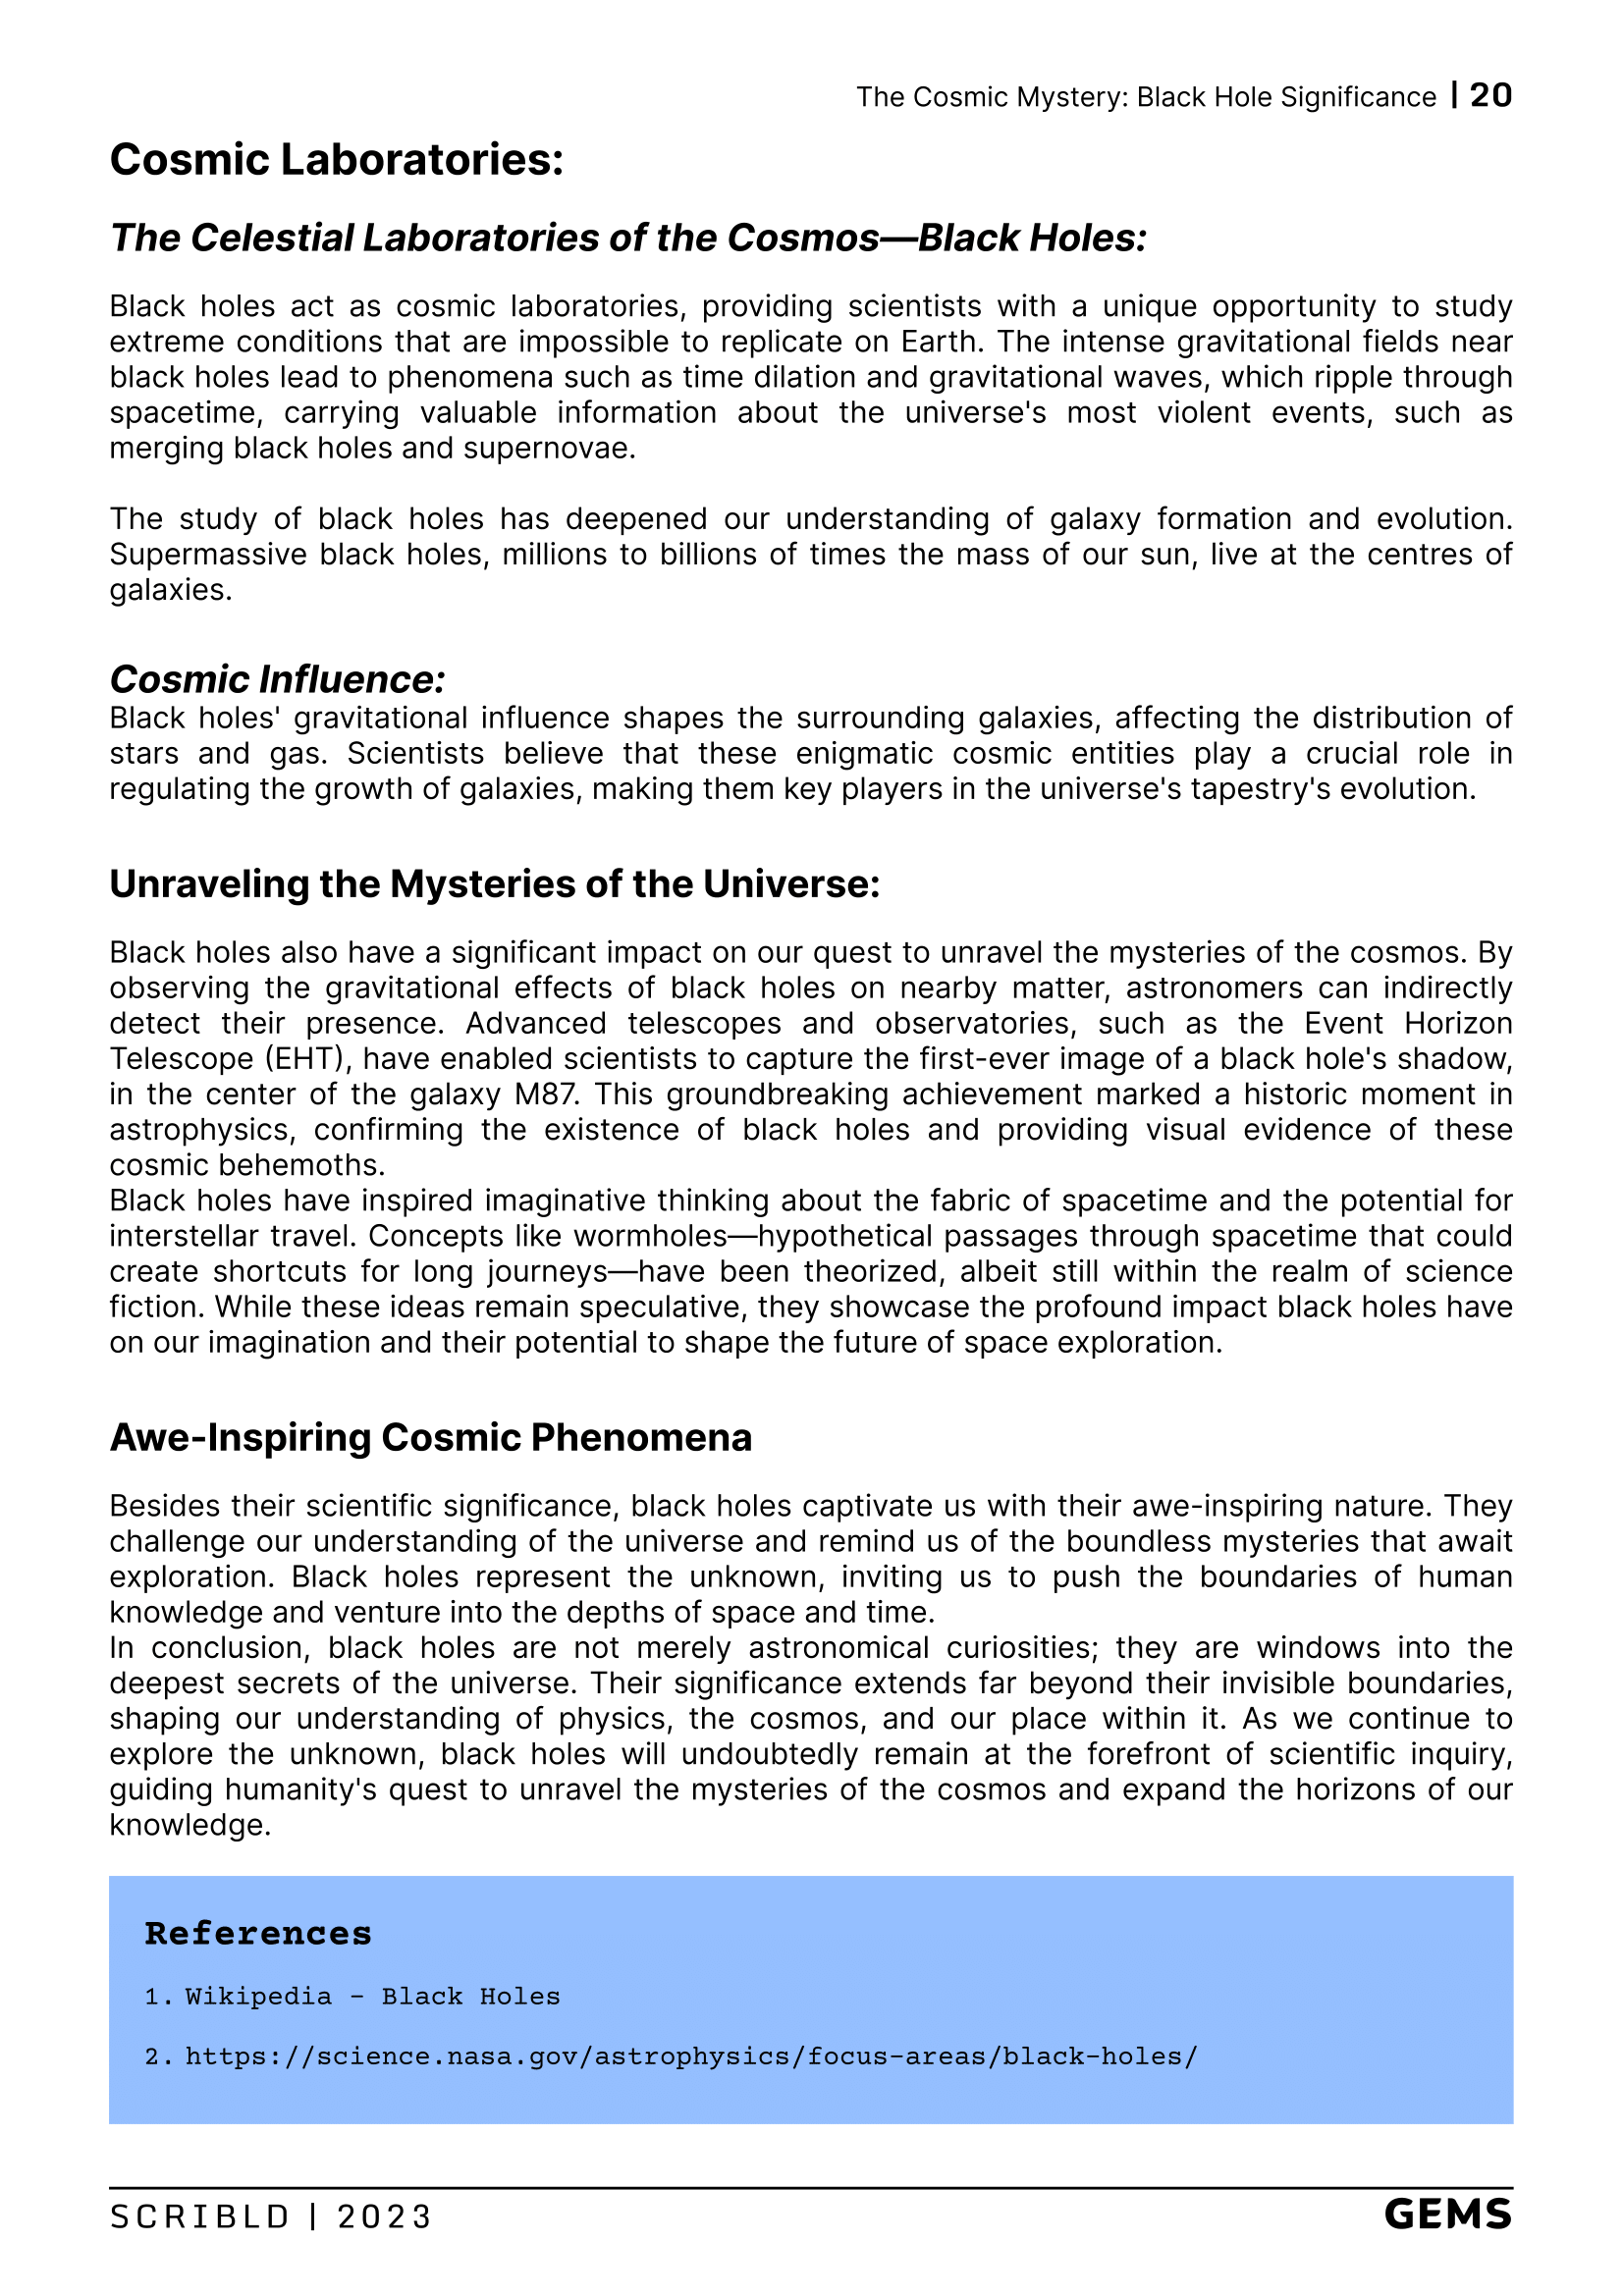 The Cosmic Mystery: Black Hole Significance | 20
Cosmic Laboratories:
The Celestial Laboratories of the Cosmos—Black Holes:
Black holes act as cosmic laboratories, providing scientists with a unique opportunity to study
extreme conditions that are impossible to replicate on Earth. The intense gravitational fields near
black holes lead to phenomena such as time dilation and gravitational waves, which ripple through
spacetime, carrying valuable information about the universe's most violent events, such as
merging black holes and supernovae.
The study of black holes has deepened our understanding of galaxy formation and evolution.
Supermassive black holes, millions to billions of times the mass of our sun, live at the centres of
galaxies.
Cosmic Influence:
Black holes' gravitational influence shapes the surrounding galaxies, affecting the distribution of
stars and gas. Scientists believe that these enigmatic cosmic entities play a crucial role in
regulating the growth of galaxies, making them key players in the universe's tapestry's evolution.
Unraveling the Mysteries of the Universe:
Black holes also have a significant impact on our quest to unravel the mysteries of the cosmos. By
observing the gravitational effects of black holes on nearby matter, astronomers can indirectly
detect their presence. Advanced telescopes and observatories, such as the Event Horizon
Telescope (EHT), have enabled scientists to capture the first-ever image of a black hole's shadow,
in the center of the galaxy M87. This groundbreaking achievement marked a historic moment in
astrophysics, confirming the existence of black holes and providing visual evidence of these
cosmic behemoths.
Black holes have inspired imaginative thinking about the fabric of spacetime and the potential for
interstellar travel. Concepts like wormholes—hypothetical passages through spacetime that could
create shortcuts for long journeys—have been theorized, albeit still within the realm of science
fiction. While these ideas remain speculative, they showcase the profound impact black holes have
on our imagination and their potential to shape the future of space exploration.
Awe-Inspiring Cosmic Phenomena
Besides their scientific significance, black holes captivate us with their awe-inspiring nature. They
challenge our understanding of the universe and remind us of the boundless mysteries that await
exploration. Black holes represent the unknown, inviting us to push the boundaries of human
knowledge and venture into the depths of space and time.
In conclusion, black holes are not merely astronomical curiosities; they are windows into the
deepest secrets of the universe. Their significance extends far beyond their invisible boundaries,
shaping our understanding of physics, the cosmos, and our place within it. As we continue to
explore the unknown, black holes will undoubtedly remain at the forefront of scientific inquiry,
guiding humanity's quest to unravel the mysteries of the cosmos and expand the horizons of our
knowledge.
References
1. Wikipedia - Black Holes
2. https://science.nasa.gov/astrophysics/focus-areas/black-holes/
SCRIBLD | 2023
GEMS